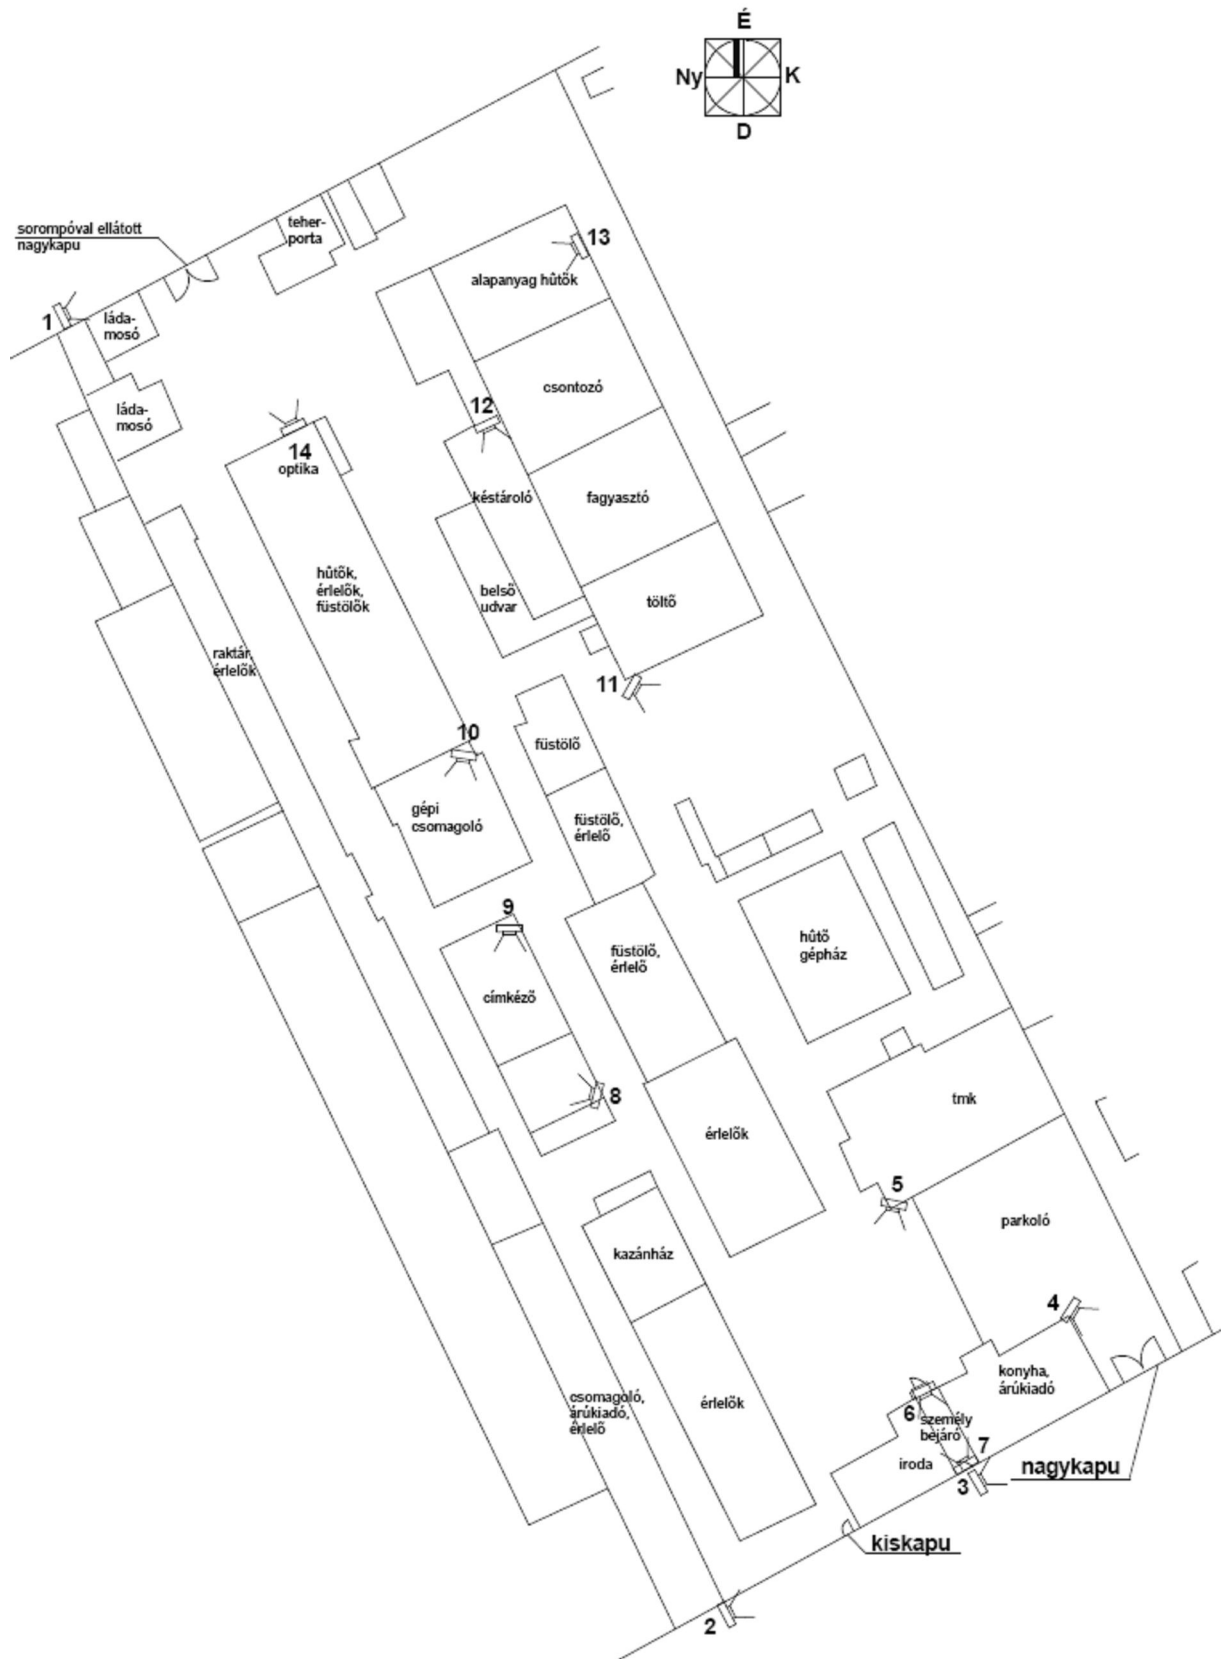 É
Ny
K
D
sorompóval ellátott
nagykapu
teher-
porta
13
alapanyag hûtők
1
láda-
mosó
láda-
mosó
csontozó
12
14
optika
késtároló
fagyasztó
hûtők,
érlelők,
füstölők
belső
udvar
töltő
raktár,
érlelők
11
10
füstölő
gépi
csomagoló
füstölő,
érlelő
9
hûtő
gépház
füstölő,
érlelő
címkéző
8
tmk
érlelők
5
parkoló
kazánház
4
konyha,
árúkiadó
csomagoló,
árúkiadó,
érlelő
érlelők
6
személy
bejáró
7
iroda
nagykapu
3
kiskapu
2